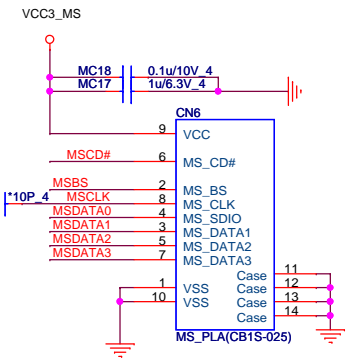 VCC3_MS
MC18 0.1u/10V_4
MC17 1u/6.3V_4
CN6
9 VCC
MSCD# 6 MS_CD#
MSBS 2 MS_BS
*10P_4 MSCLK 8 MS_CLK
MSDATA0 4 MS_SDIO
MSDATA1 3 MS_DATA1
MSDATA2 5 MS_DATA2
MSDATA3 7 MS_DATA3
Case 11
1 VSS Case 12
10 VSS Case 13
Case 14
MS_PLA(CB1S-025)